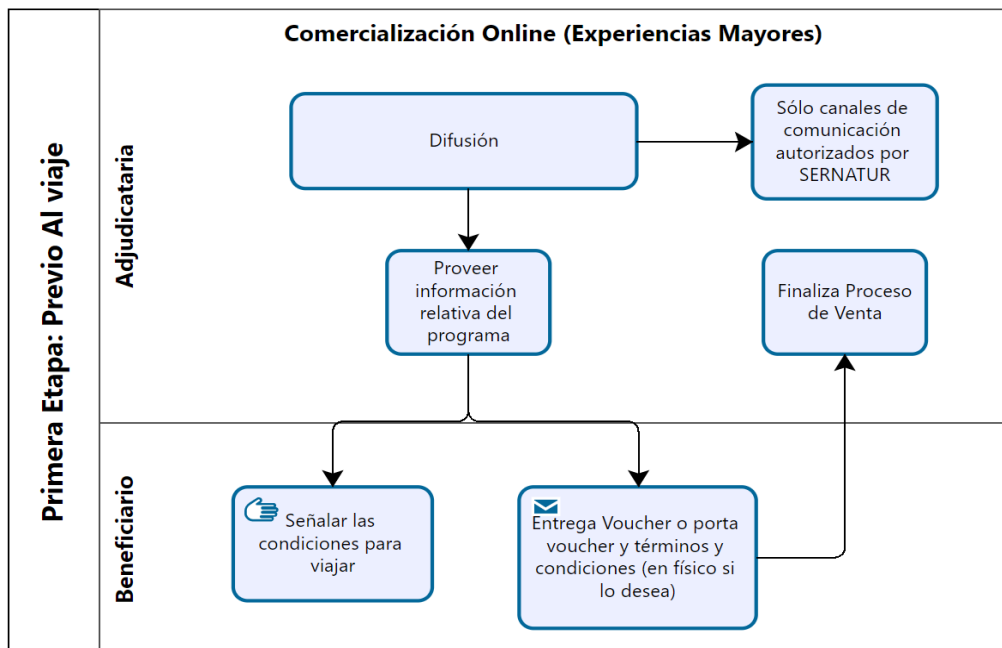 Comercialización Online (Experiencias Mayores)
Primera Etapa: Previo Al viaje
Adjudicataria
Difusión
Sólo canales de
comunicación
autorizados por
SERNATUR
Proveer
información
relativa del
programa
Finaliza Proceso
de Venta
Beneficiario
Señalar las
condiciones para
viajar
Entrega Voucher o porta
voucher y términos y
condiciones (en físico si
lo desea)